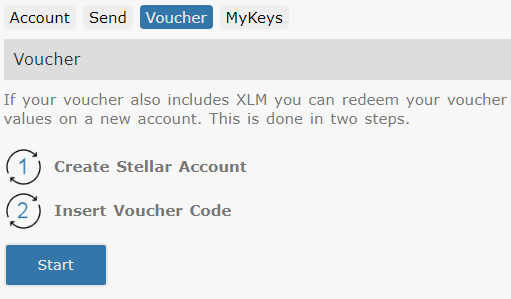 Account Send Voucher MyKeys
Voucher
If your voucher also includes XLM you can redeem your voucher
values on a new account. This is done in two steps.
1 Create Stellar Account
2 Insert Voucher Code
Start